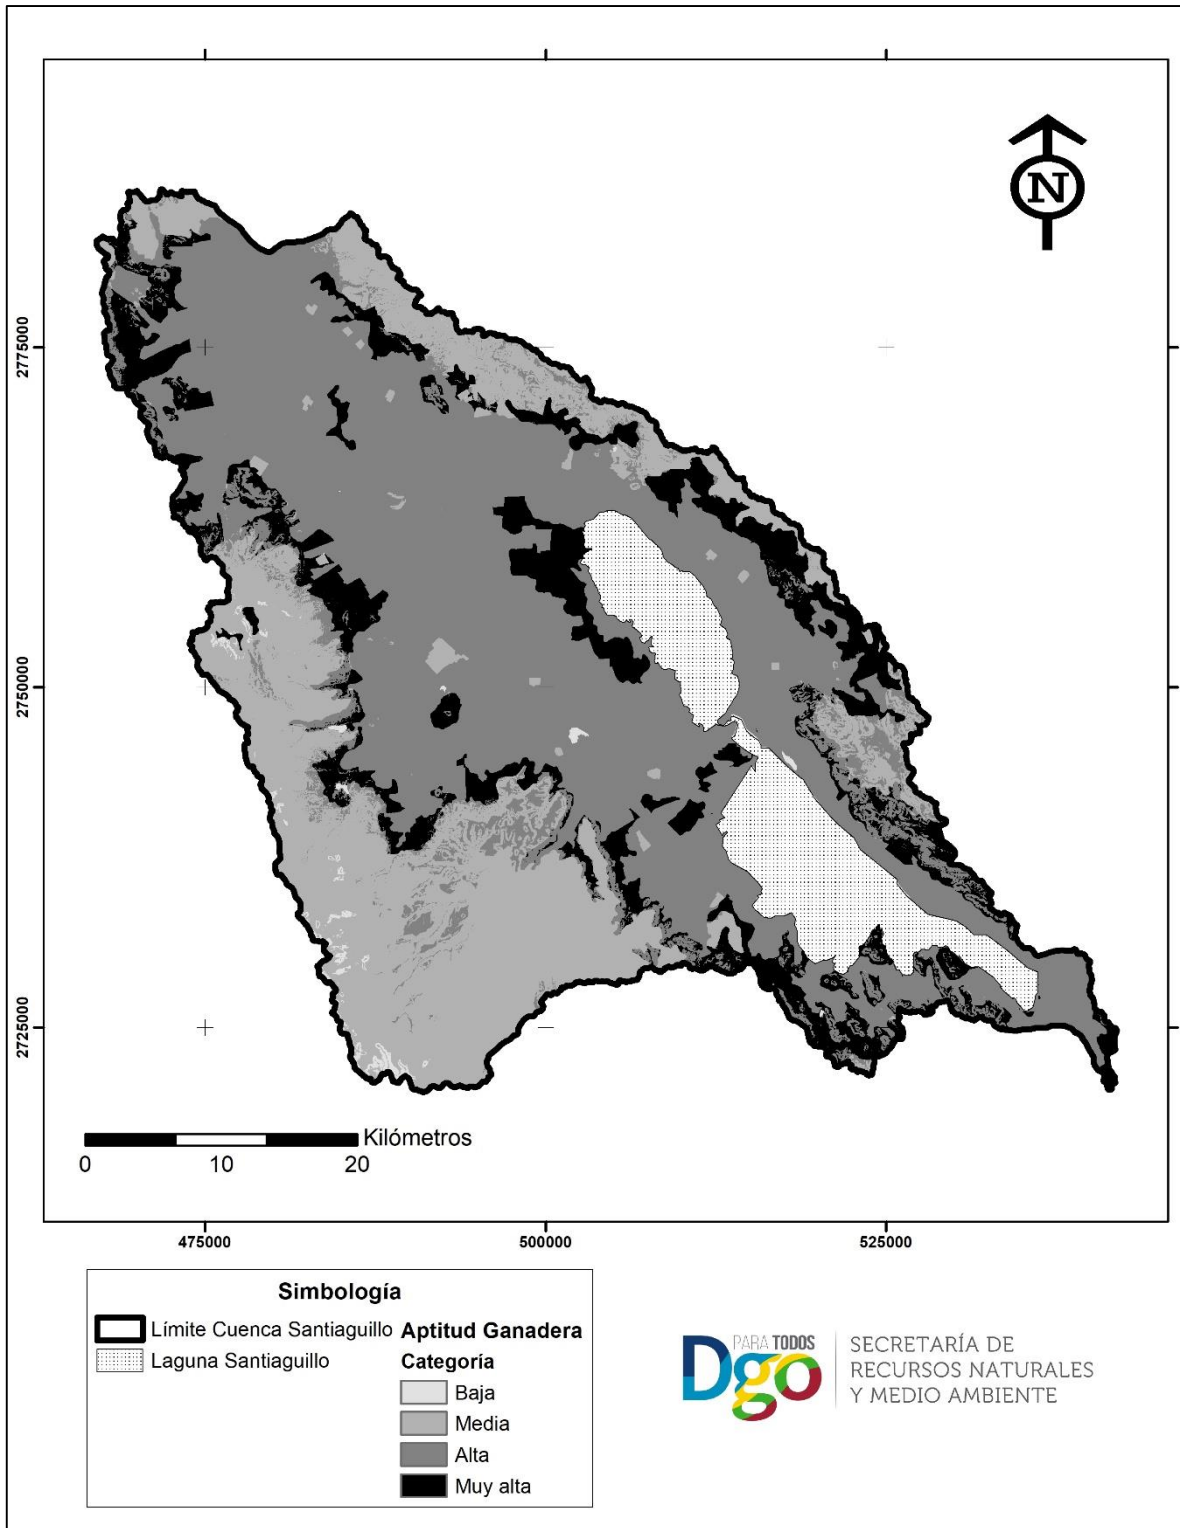 N
2775000
2750000
2725000
Kilómetros
0 10 20
475000 500000 525000
Simbología
Límite Cuenca Santiaguillo
Laguna Santiaguillo
Aptitud Ganadera
Categoría
Baja
Media
Alta
Muy alta
PARA TODOS
Dgo
SECRETARÍA DE
RECURSOS NATURALES
Y MEDIO AMBIENTE